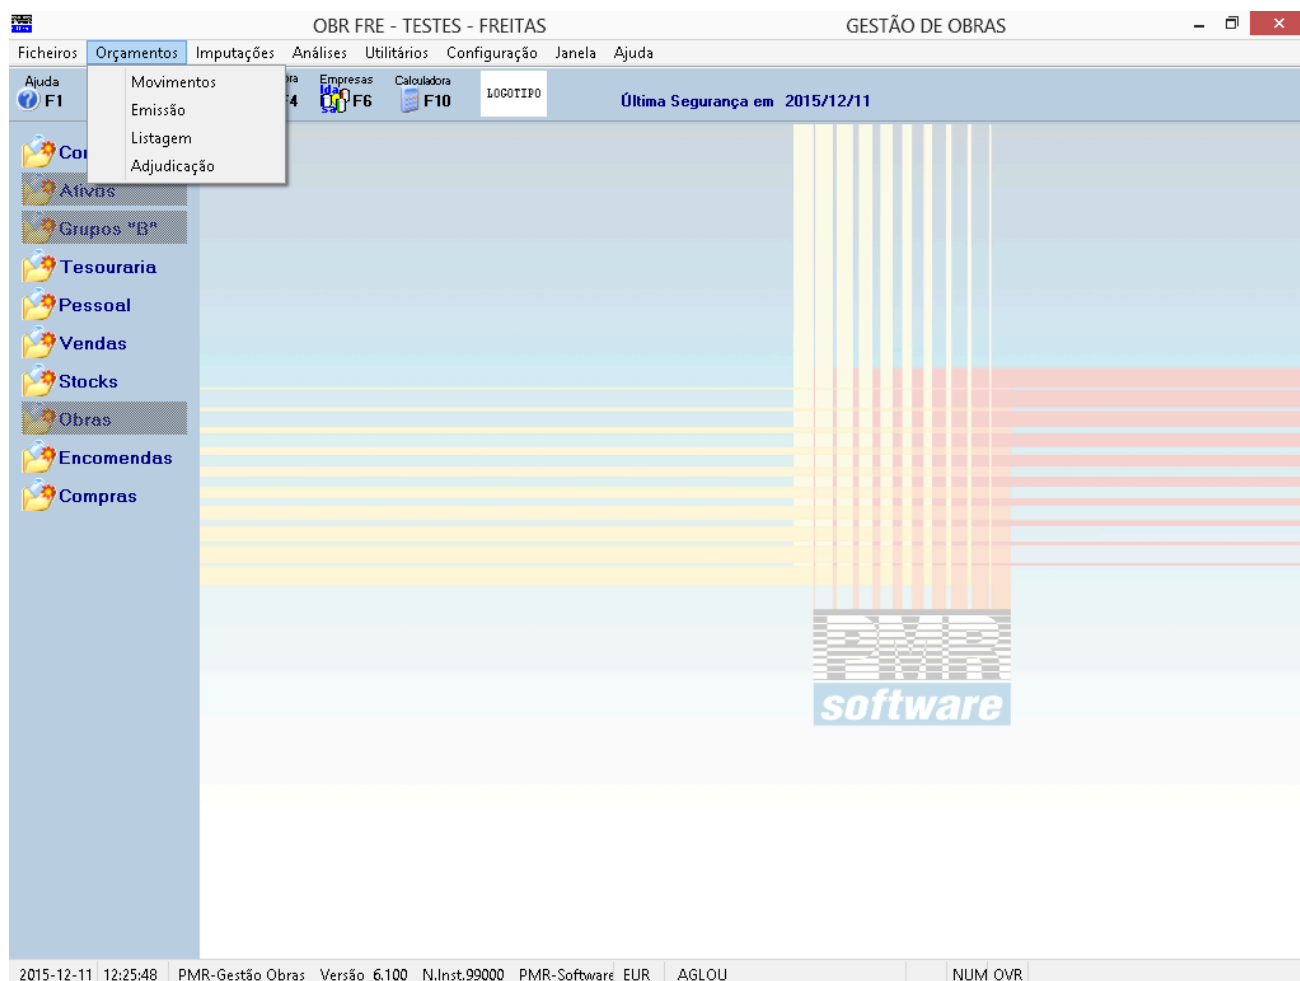 OBR FRE - TESTES - FREITAS GESTÃO DE OBRAS
Ficheiros Orçamentos Imputações Análises Utilitários Configuração Janela Ajuda
Ajuda F1
Movimentos
Emissão
Listagem
Adjudicação
Empresas F6
Calculadora F10
LOGOTIPO
Última Segurança em 2015/12/11
Ativos
Grupos "B"
Tesouraria
Pessoal
Vendas
Stocks
Obras
Encomendas
Compras
PMR
software
2015-12-11 12:25:48 PMR-Gestão Obras Versão 6.100 N.Inst.99000 PMR-Software EUR AGLOU NUM OVR